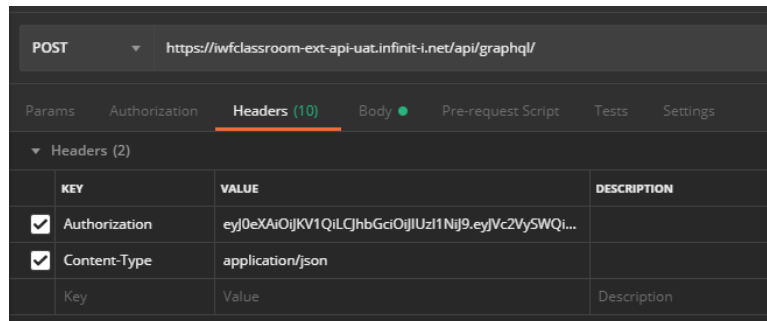 POST https://iwfclassroom-ext-api-uat.infinit-i.net/api/graphql/
Params Authorization Headers (10) Body Pre-request Script Tests Settings
Headers (2)
KEY VALUE DESCRIPTION
Authorization eyJ0eXAiOiJKV1QiLCJhbGciOiJIUzI1NiJ9.eyJVc2VySWQi...
Content-Type application/json
Key Value Description